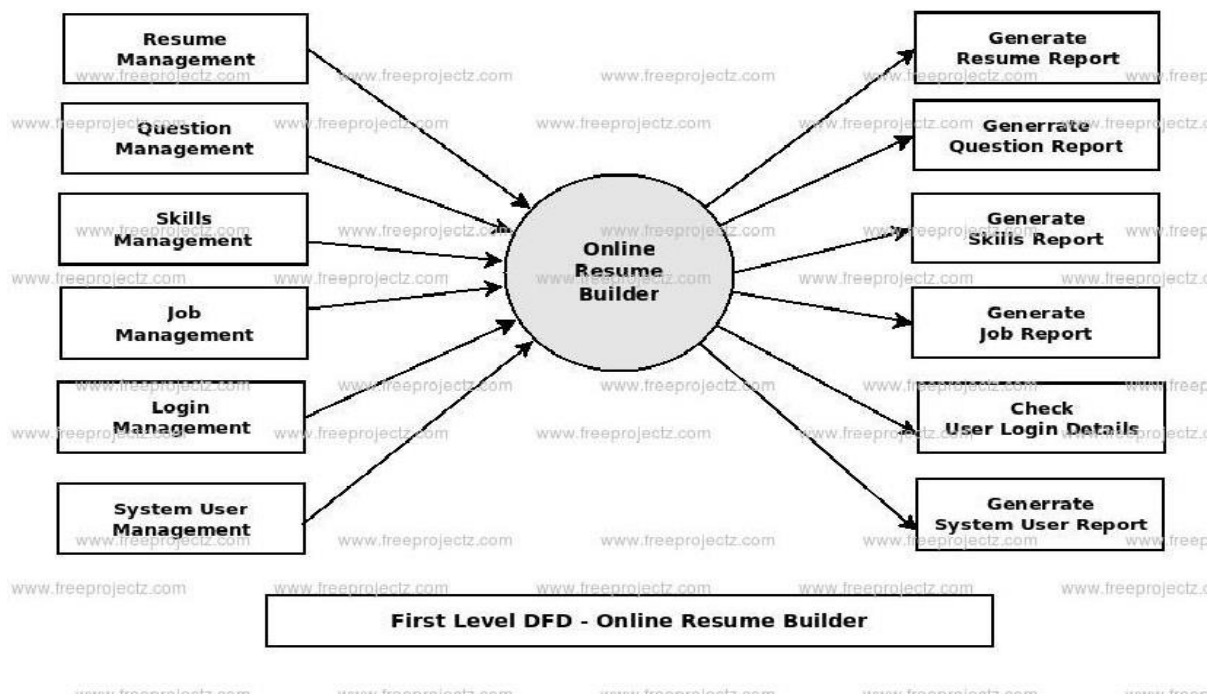 Resume
Management
Question
Management
Skills
Management
Job
Management
Login
Management
System User
Management
Online
Resume
Builder
Generate
Resume Report
Generrate
Question Report
Generate
Skills Report
Generate
Job Report
Check
User Login Details
Generrate
System User Report
First Level DFD - Online Resume Builder
www.freeprojectz.com